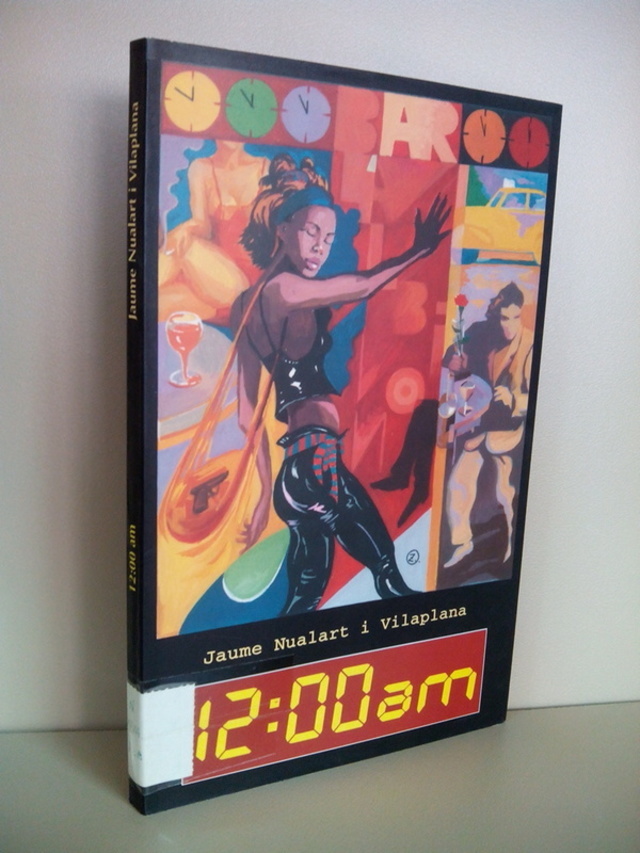 Jaume Nualart i Vilaplana
12:00 am
BAR
Z
Jaume Nualart i Vilaplana
12:00am